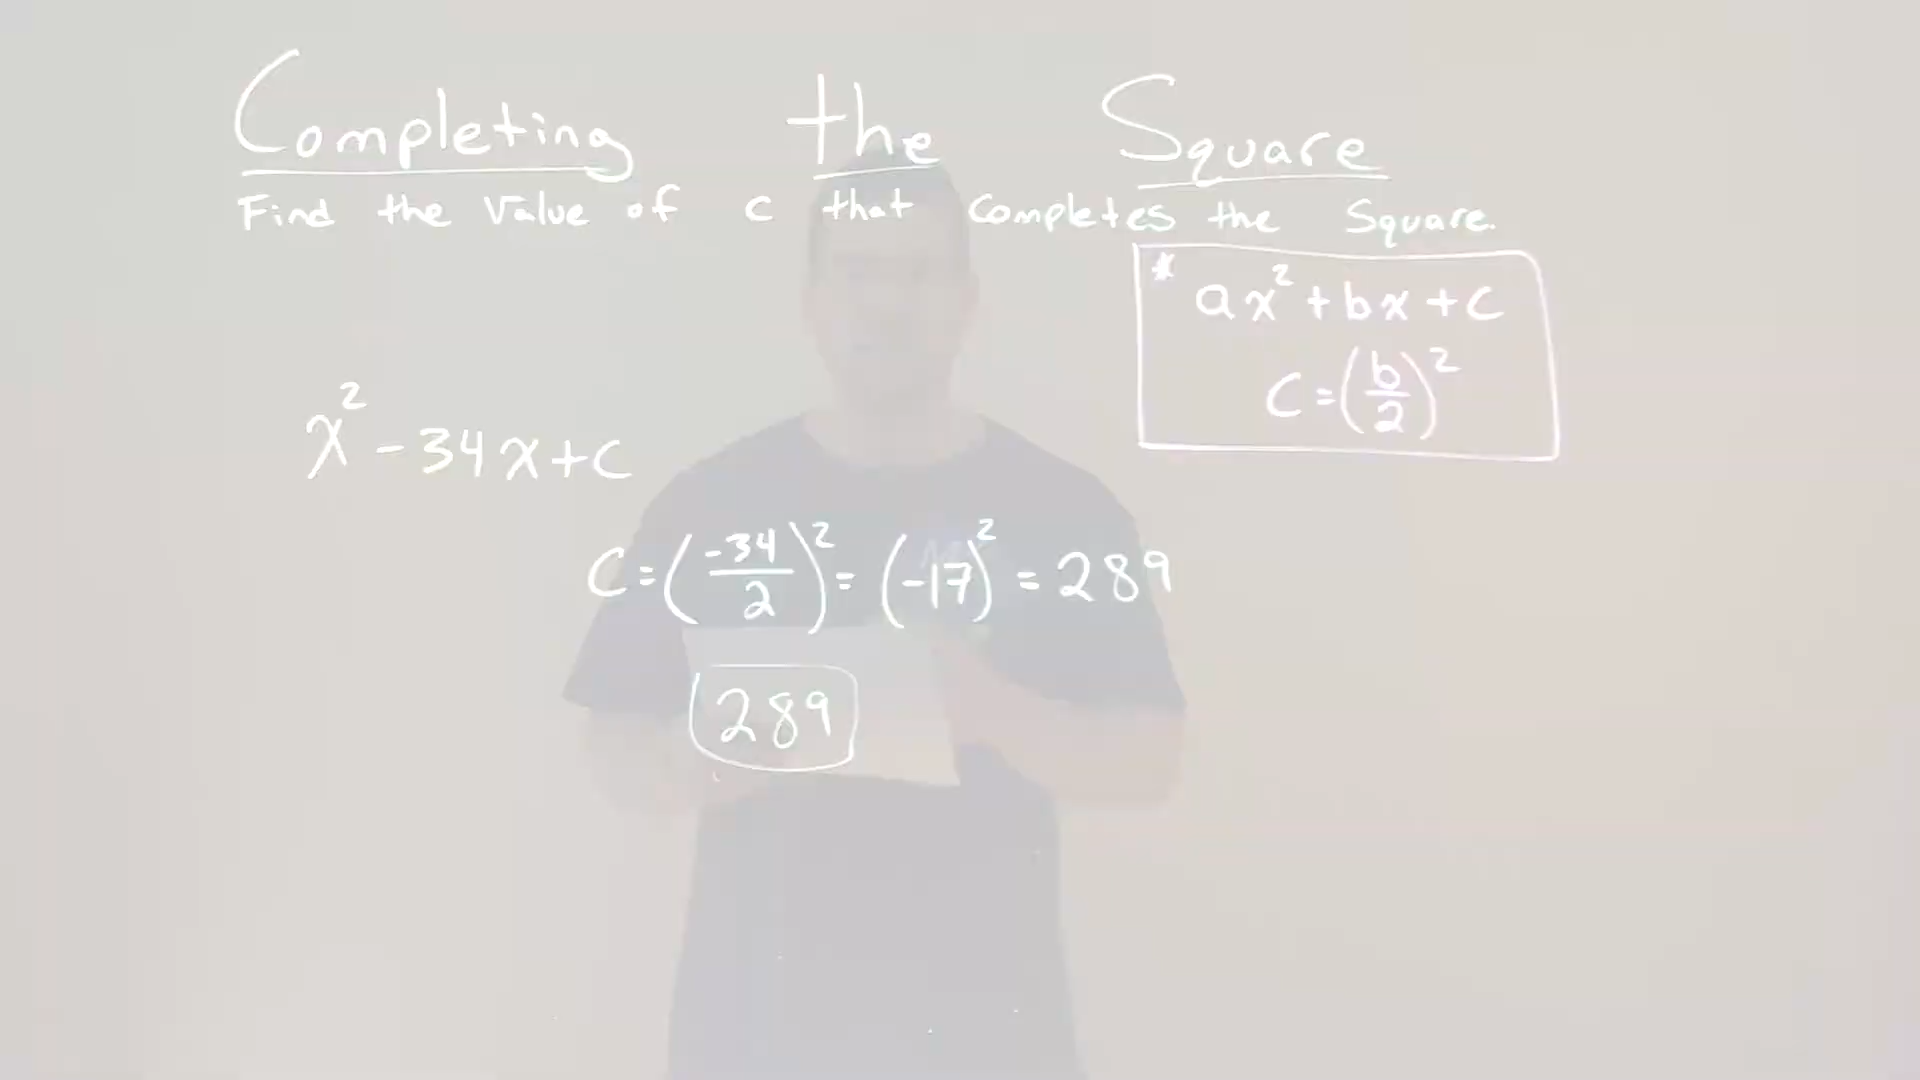 Completing the Square
Find the Value of c that Completes the Square.
* ax²+bx+c
C=(b/2)²
x²-34x+c
C=(-34/2)²=(-17)²=289
289